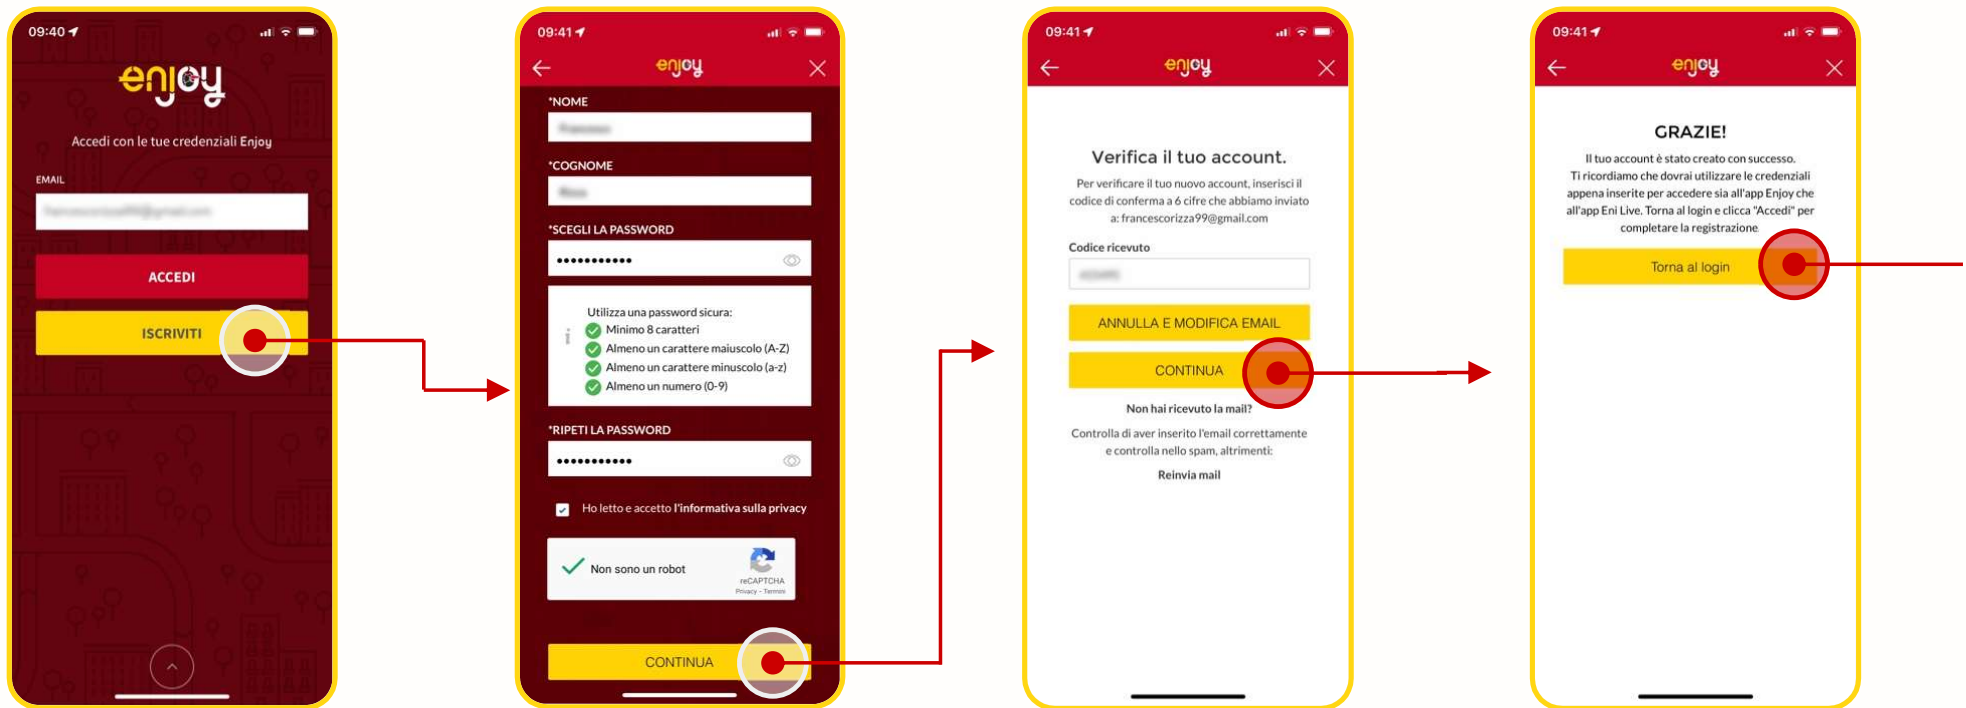 09:40
enjoy
Accedi con le tue credenziali Enjoy
EMAIL
ACCEDI
ISCRIVITI
09:41
enjoy
*NOME
*COGNOME
*SCEGLI LA PASSWORD
Utilizza una password sicura:
Minimo 8 caratteri
Almeno un carattere maiuscolo (A-Z)
Almeno un carattere minuscolo (a-z)
Almeno un numero (0-9)
*RIPETI LA PASSWORD
Ho letto e accetto l'informativa sulla privacy
Non sono un robot
reCAPTCHA
Privacy - Termini
CONTINUA
09:41
enjoy
Verifica il tuo account.
Per verificare il tuo nuovo account, inserisci il
codice di conferma a 6 cifre che abbiamo inviato
a: francescorizza99@gmail.com
Codice ricevuto
ANNULLA E MODIFICA EMAIL
CONTINUA
Non hai ricevuto la mail?
Controlla di aver inserito l'email correttamente
e controlla nello spam, altrimenti:
Reinvia mail
09:41
enjoy
GRAZIE!
Il tuo account è stato creato con successo.
Ti ricordiamo che dovrai utilizzare le credenziali
appena inserite per accedere sia all'app Enjoy che
all'app Eni Live. Torna al login e clicca "Accedi" per
completare la registrazione
Torna al login